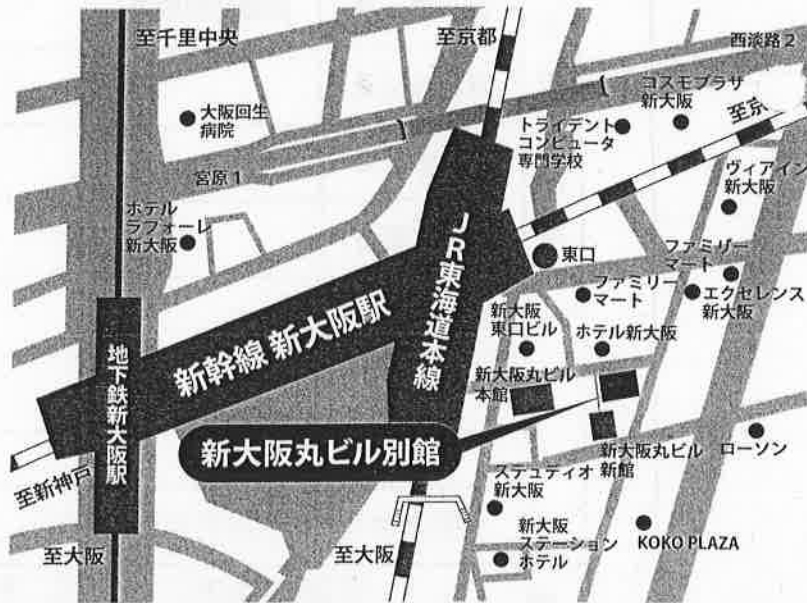 至千里中央
至京都
西淡路2
大阪回生
病院
コスモプラザ
新大阪
トライデント
コンピュータ
専門学校
至京
宮原1
ヴィアイン
新大阪
ホテル
ラフォーレ
新大阪
JR東海道本線
東口
ファミリー
マート
ファミリー
マート
エクセレンス
新大阪
新大阪
東口ビル
ホテル新大阪
新幹線 新大阪駅
地下鉄新大阪駅
新大阪丸ビル
本館
新大阪丸ビル別館
新大阪丸ビル
新館
ローソン
至新神戸
ステュディオ
新大阪
新大阪
ステーション
ホテル
KOKO PLAZA
至大阪
至大阪